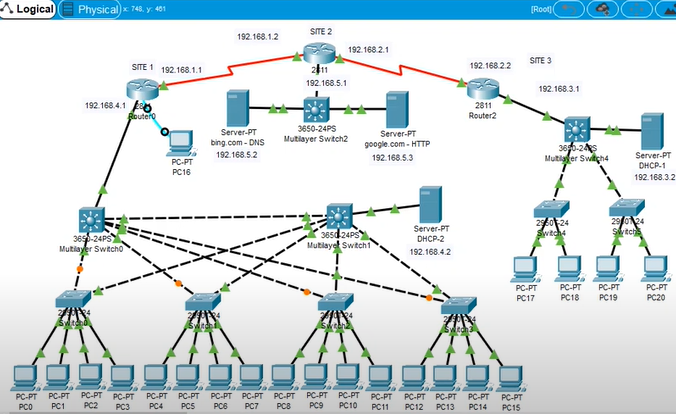 Logical Physical x: 748, y: 461 [Root]
SITE 2
192.168.1.2
192.168.2.1
2811
SITE 1
192.168.1.1
192.168.2.2
SITE 3
192.168.5.1
192.168.3.1
192.168.4.1
Router0
2811
Router2
3650-24PS
Multilayer Switch2
Server-PT
bing.com - DNS
192.168.5.2
Server-PT
google.com - HTTP
192.168.5.3
PC-PT
PC16
3650-24PS
Multilayer Switch4
Server-PT
DHCP-1
192.168.3.2
3650-24PS
Multilayer Switch0
3650-24PS
Multilayer Switch1
Server-PT
DHCP-2
192.168.4.2
Switch4
PC-PT
PC17
PC-PT
PC18
PC-PT
PC19
PC-PT
PC20
Switch0
Switch1
Switch2
Switch3
PC-PT
PC0
PC-PT
PC1
PC-PT
PC2
PC-PT
PC3
PC-PT
PC4
PC-PT
PC5
PC-PT
PC6
PC-PT
PC7
PC-PT
PC8
PC-PT
PC9
PC-PT
PC10
PC-PT
PC11
PC-PT
PC12
PC-PT
PC13
PC-PT
PC14
PC-PT
PC15